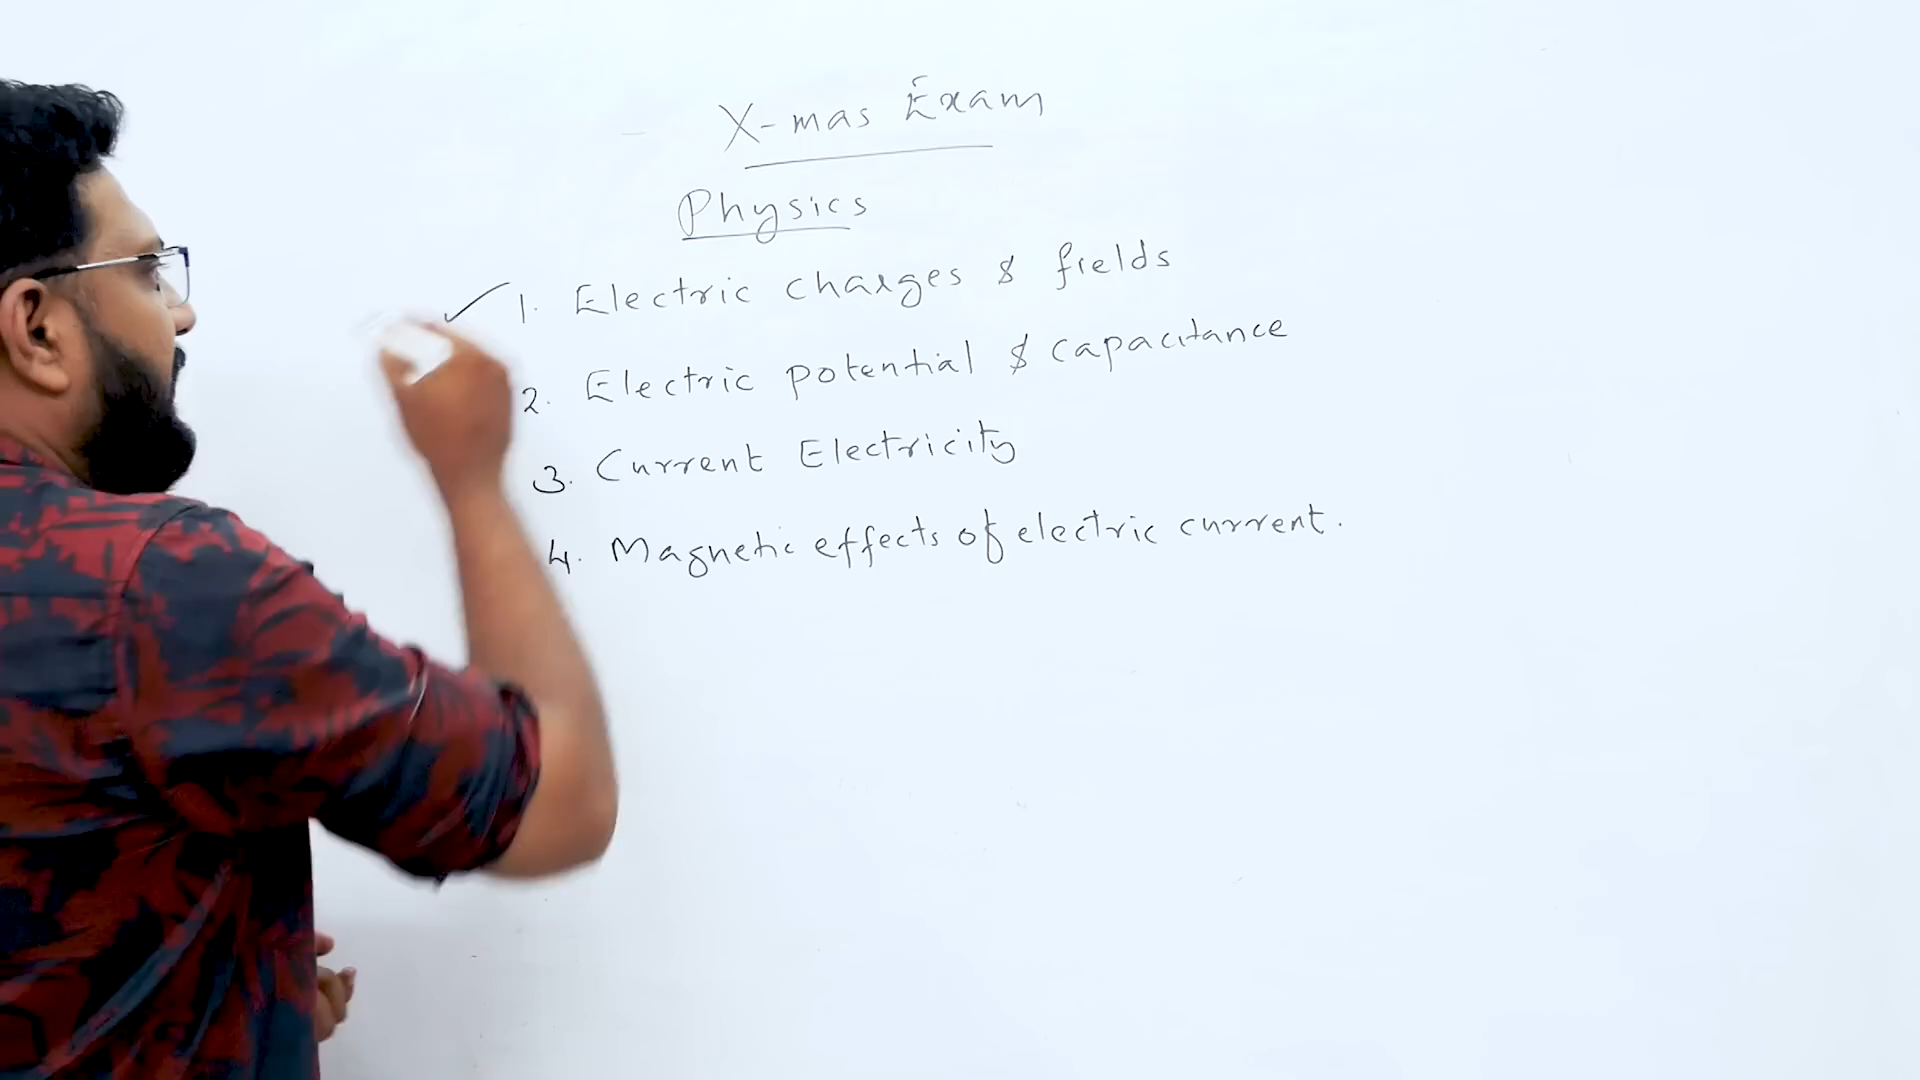 X-mas Exam
Physics
1. Electric charges & fields
2. Electric potential & capacitance
3. Current Electricity
4. Magnetic effects of electric current.